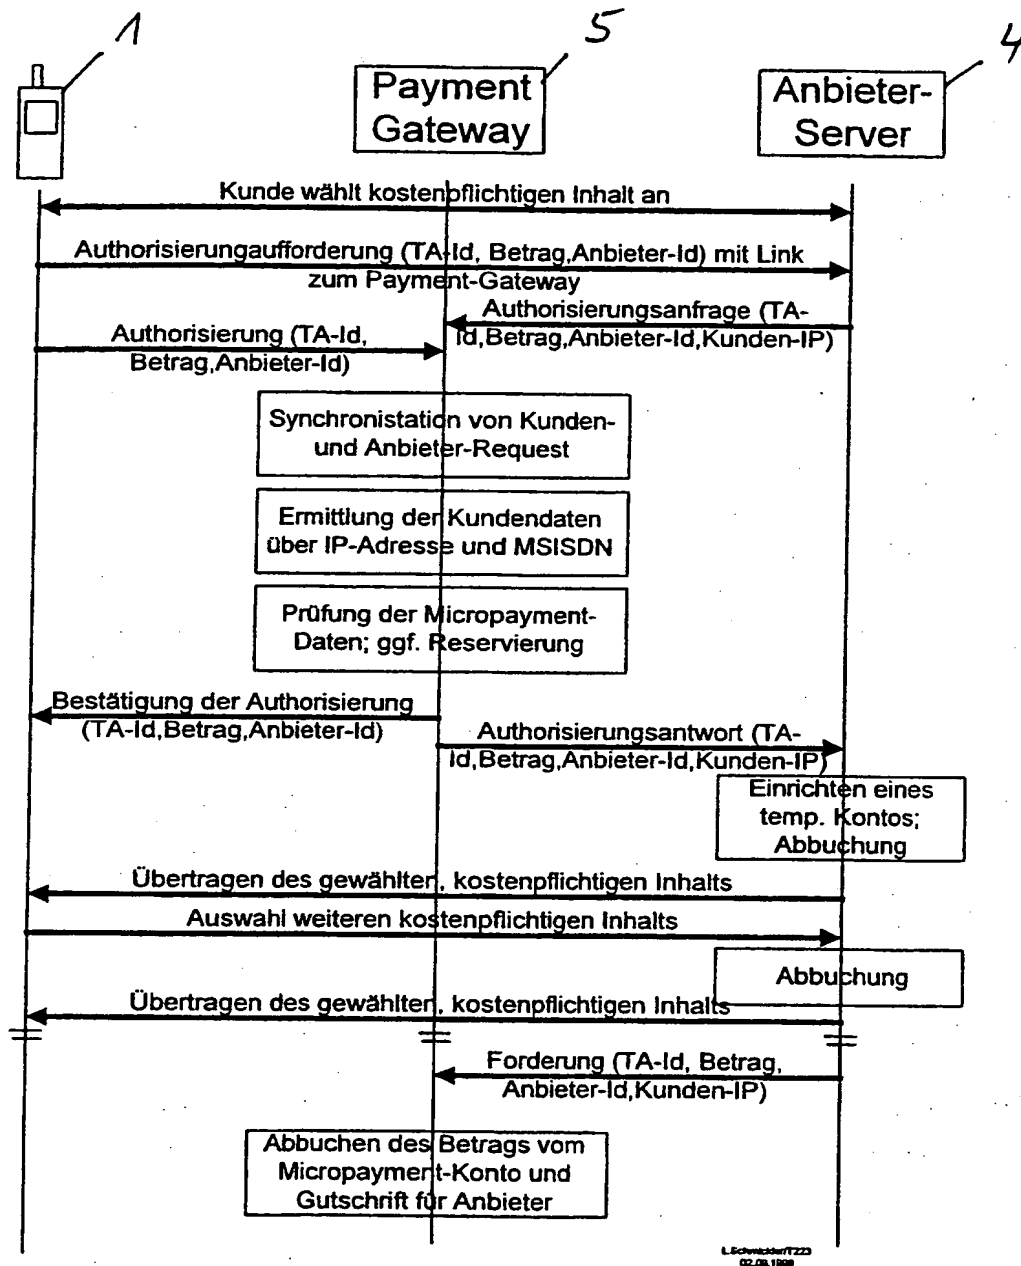 1
5
4
Payment
Gateway
Anbieter-
Server
Kunde wählt kostenpflichtigen Inhalt an
Authorisierungaufforderung (TA-Id, Betrag,Anbieter-Id) mit Link
zum Payment-Gateway
Authorisierungsanfrage (TA-
Id,Betrag,Anbieter-Id,Kunden-IP)
Authorisierung (TA-Id,
Betrag,Anbieter-Id)
Synchronistation von Kunden-
und Anbieter-Request
Ermittlung der Kundendaten
über IP-Adresse und MSISDN
Prüfung der Micropayment-
Daten; ggf. Reservierung
Bestätigung der Authorisierung
(TA-Id,Betrag,Anbieter-Id)
Authorisierungsantwort (TA-
Id,Betrag,Anbieter-Id,Kunden-IP)
Einrichten eines
temp. Kontos;
Abbuchung
Übertragen des gewählten, kostenpflichtigen Inhalts
Auswahl weiteren kostenpflichtigen Inhalts
Abbuchung
Übertragen des gewählten, kostenpflichtigen Inhalts
Forderung (TA-Id, Betrag,
Anbieter-Id,Kunden-IP)
Abbuchen des Betrags vom
Micropayment-Konto und
Gutschrift für Anbieter
02.09.1999